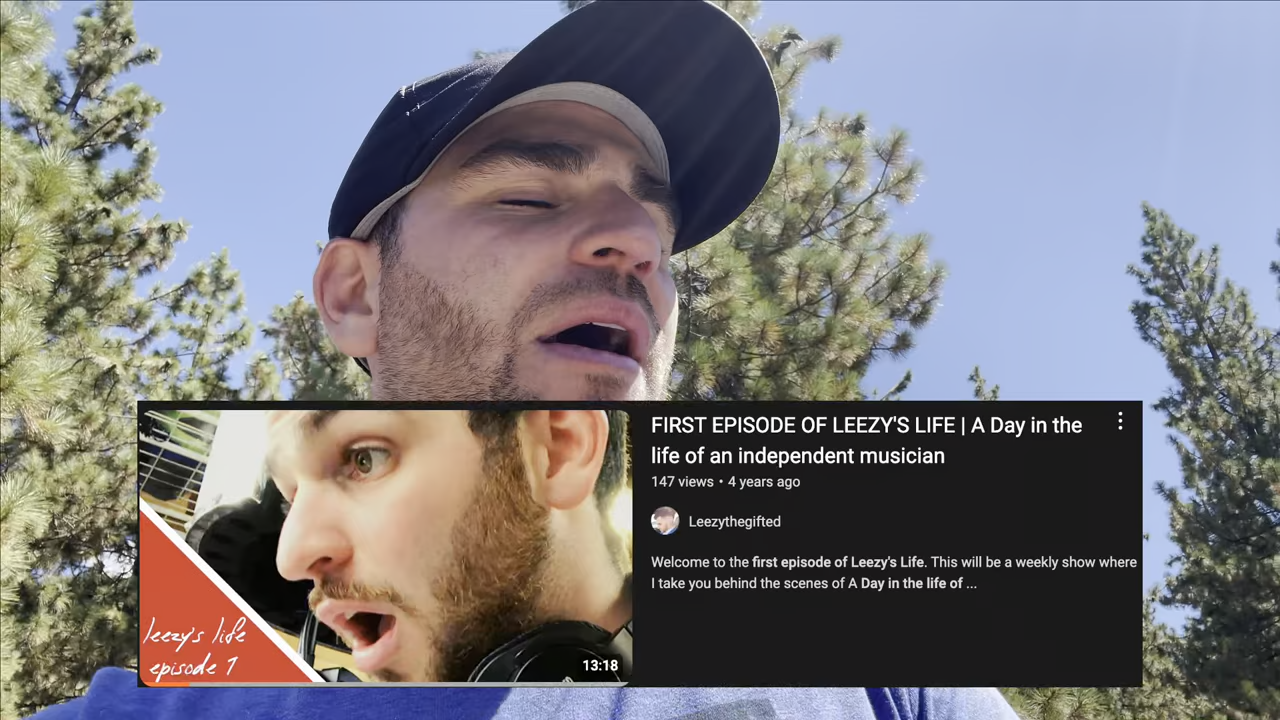 FIRST EPISODE OF LEEZY'S LIFE | A Day in the
life of an independent musician
147 views • 4 years ago
Leezythegifted
Welcome to the first episode of Leezy's Life. This will be a weekly show where
I take you behind the scenes of A Day in the life of ...
leezy's life
episode 1
13:18